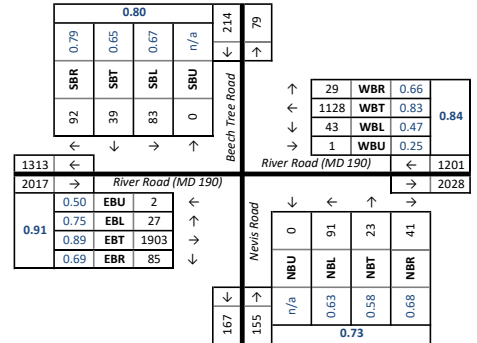 0.80
214 79
0.79 0.65 0.67 n/a
SBR SBT SBL SBU
92 39 83 0
↓ ↑
Beech Tree Road
← ↓ → ↑
↑ 29 WBR 0.66
← 1128 WBT 0.83
↓ 43 WBL 0.47
→ 1 WBU 0.25
0.84
1313 ←
River Road (MD 190) ← 1201
2017 → River Road (MD 190)
→ 2028
0.91
0.50 EBU 2 ←
0.75 EBL 27 ↑
0.89 EBT 1903 →
0.69 EBR 85 ↓
Nevis Road
↓ ← ↑ →
0 91 23 41
NBU NBL NBT NBR
n/a 0.63 0.58 0.68
0.73
↓ ↑
167 155